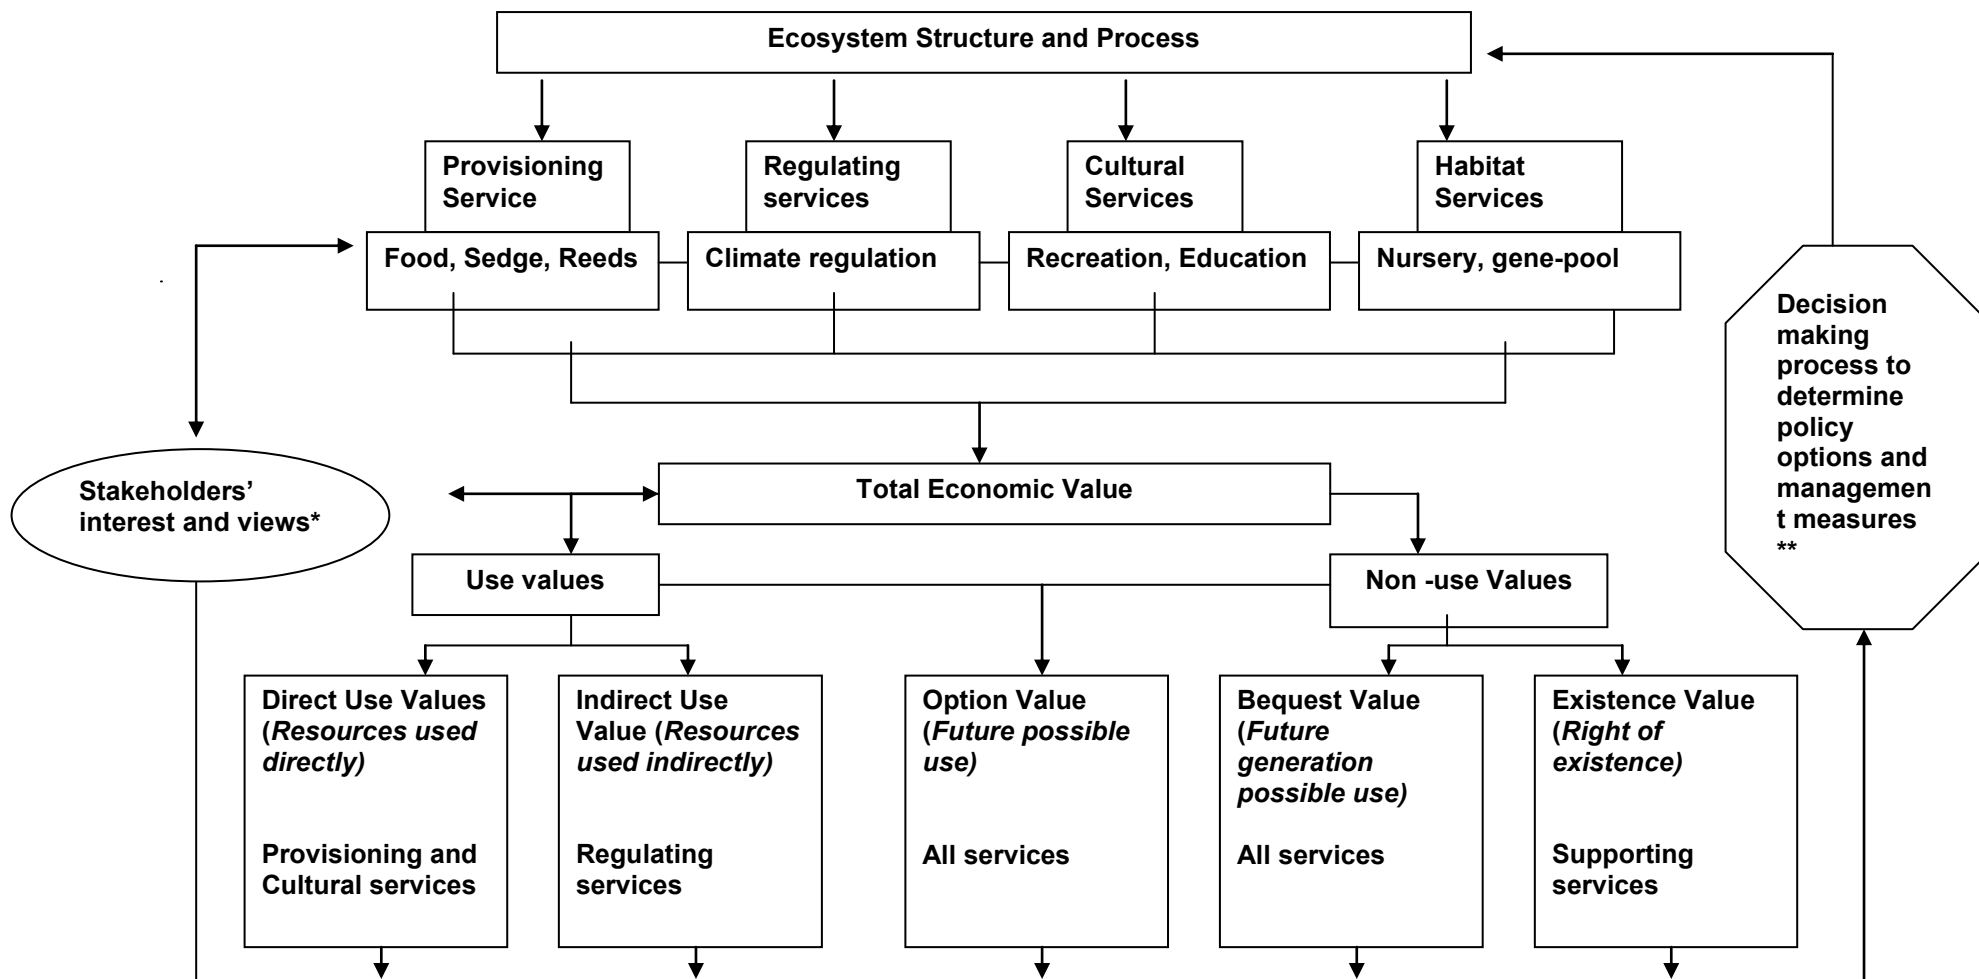 Ecosystem Structure and Process
Provisioning
Service
Regulating
services
Cultural
Services
Habitat
Services
Food, Sedge, Reeds
Climate regulation
Recreation, Education
Nursery, gene-pool
Decision
making
process to
determine
policy
options and
managemen
t measures
**
Stakeholders’
interest and views*
Total Economic Value
Use values
Non -use Values
Direct Use Values
(Resources used
directly)
Provisioning and
Cultural services
Indirect Use
Value (Resources
used indirectly)
Regulating
services
Option Value
(Future possible
use)
All services
Bequest Value
(Future
generation
possible use)
All services
Existence Value
(Right of
existence)
Supporting
services